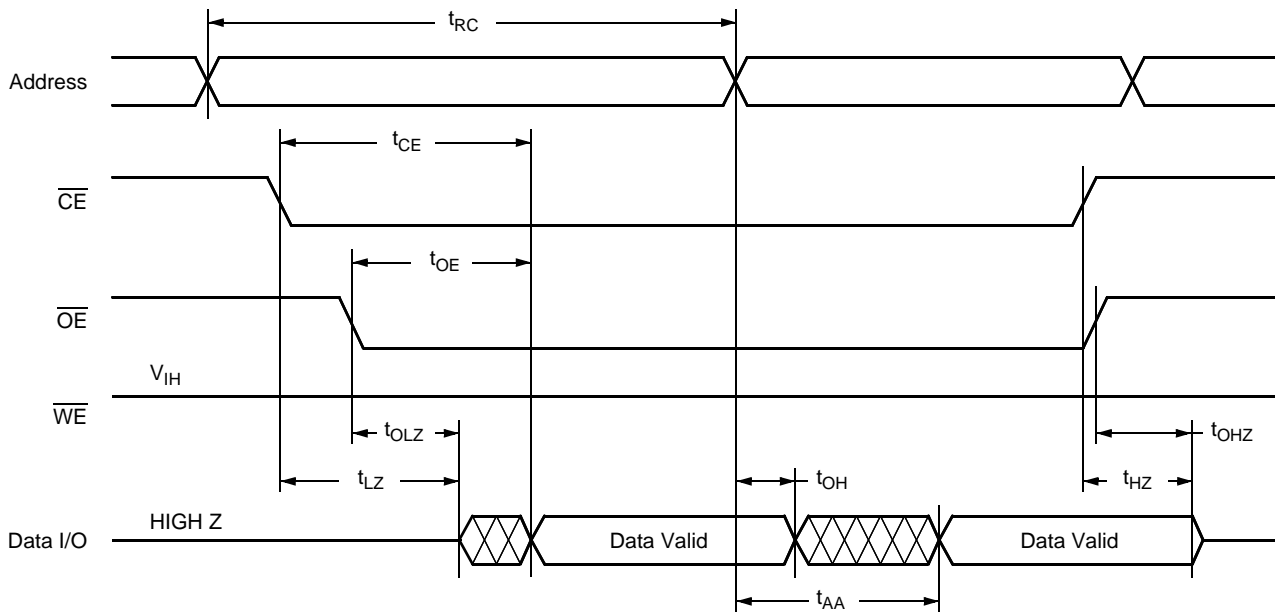 tRC
Address
tCE
CE
tOE
OE
VIH
WE
tOLZ
tOHZ
tLZ
tOH
tHZ
HIGH Z
Data I/O
Data Valid
Data Valid
tAA